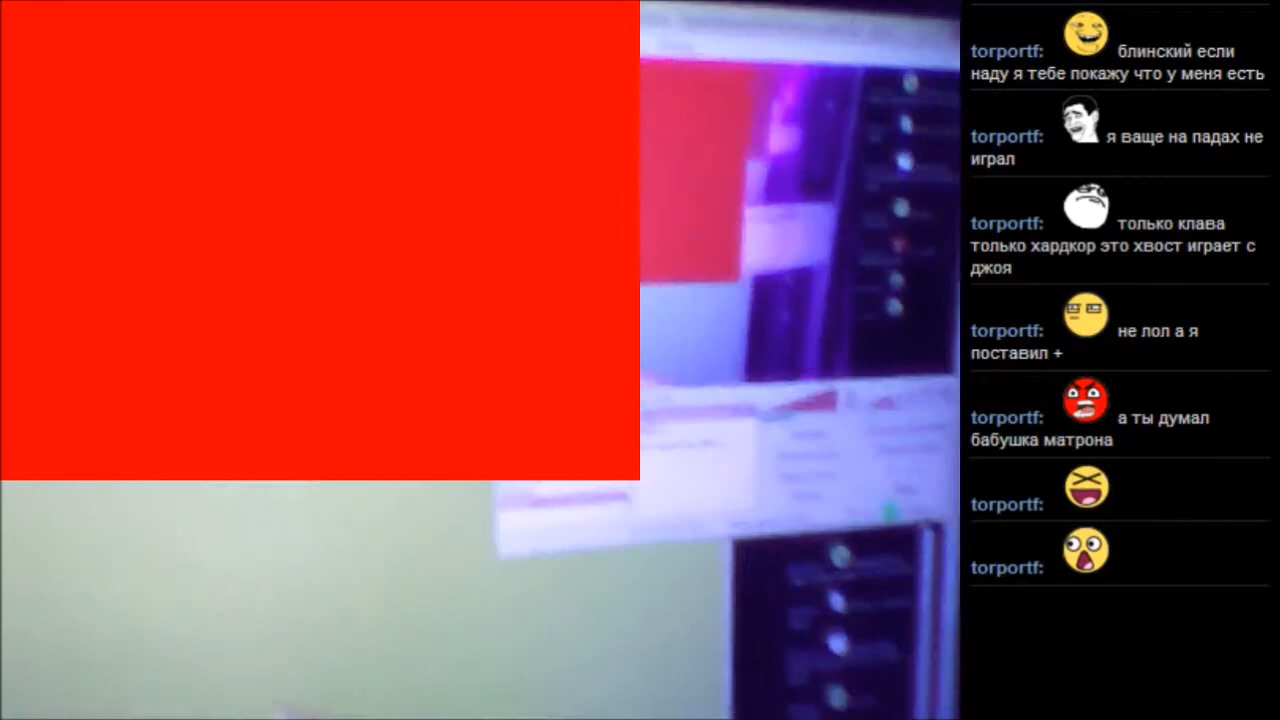 torportf: блинский если
наду я тебе покажу что у меня есть
torportf: я ваще на падах не
играл
torportf: только клава
только хардкор это хвост играет с
джоя
torportf: не лол а я
поставил +
torportf: а ты думал
бабушка матрона
torportf:
torportf: